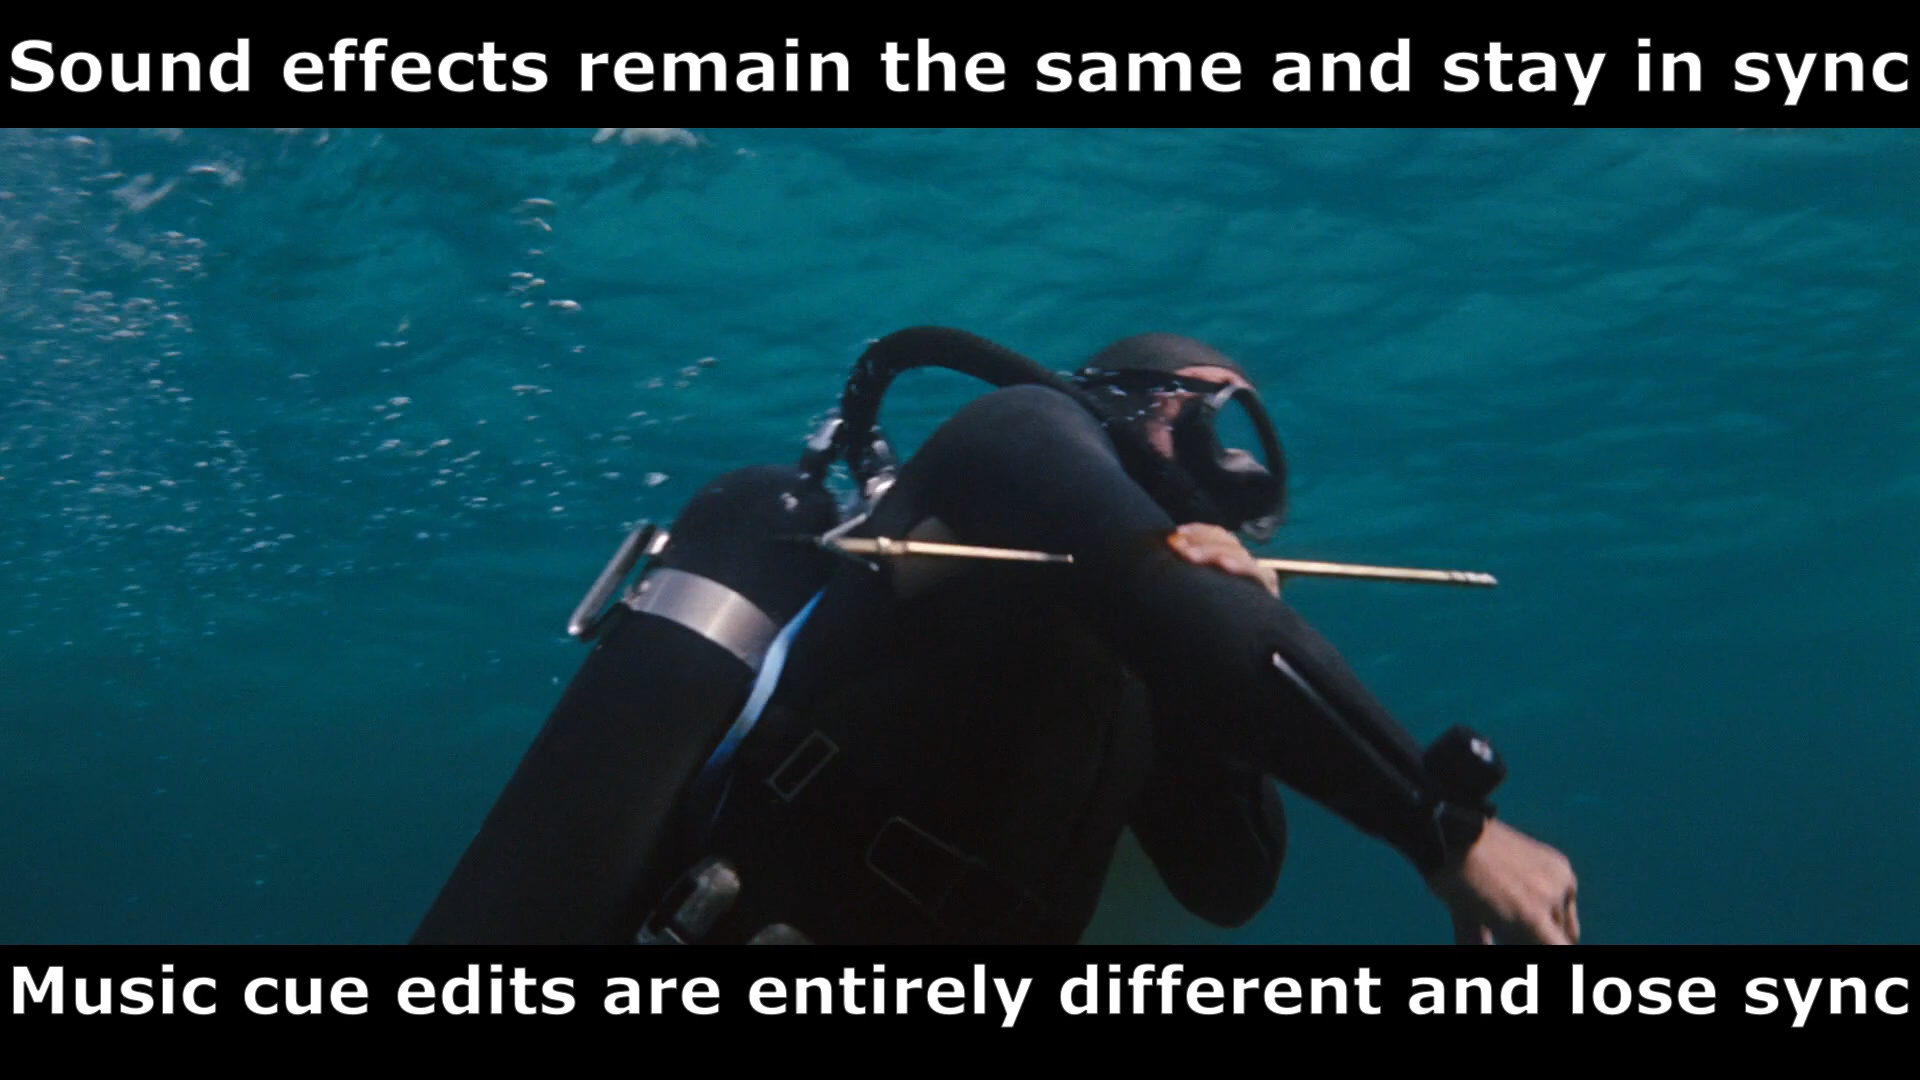 Sound effects remain the same and stay in sync
Music cue edits are entirely different and lose sync